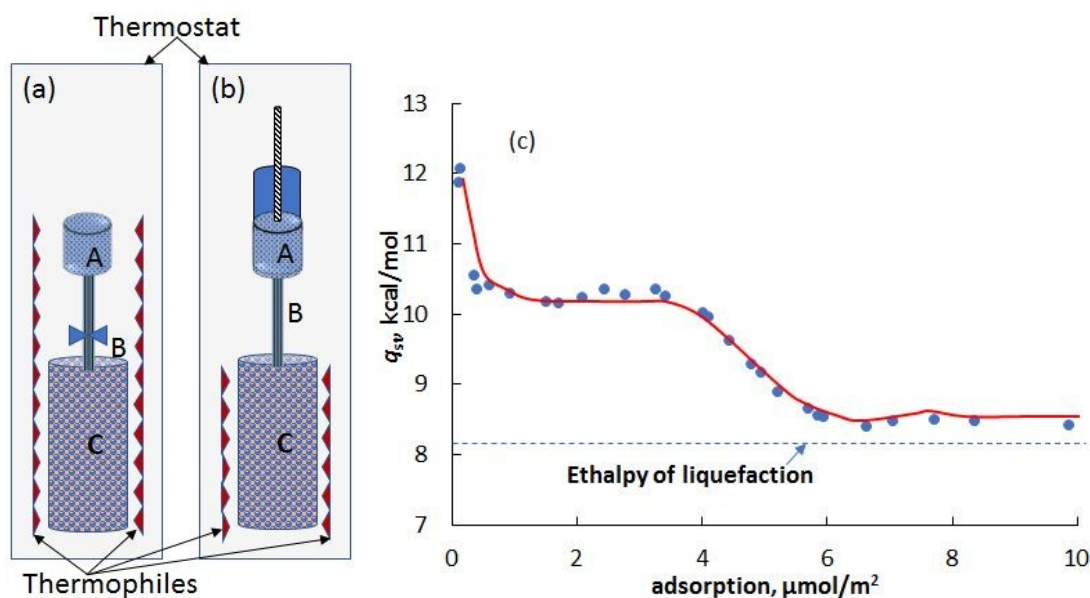 Thermostat
(a)
(b)
A
B
C
A
B
C
Thermophiles
(c)
13
12
11
10
9
8
7
q_sv kcal/mol
Ethalpy of liquefaction
0 2 4 6 8 10
adsorption, µmol/m²